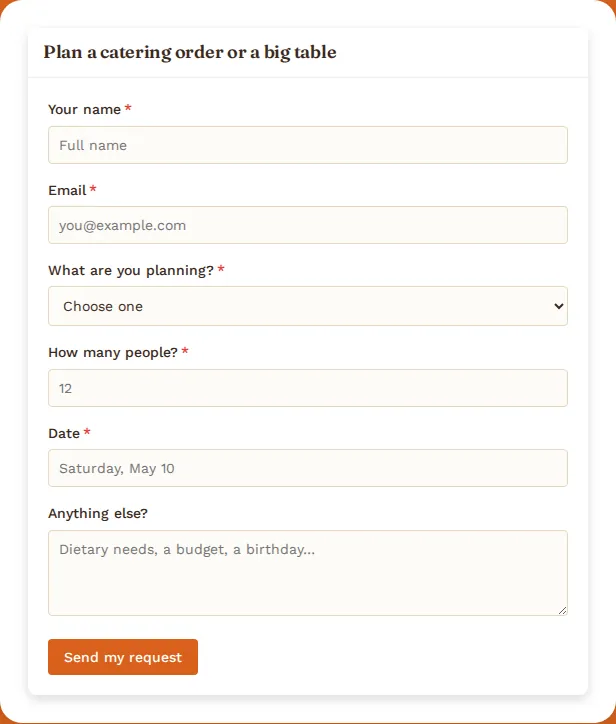 Plan a catering order or a big table
Your name *
Full name
Email *
you@example.com
What are you planning? *
Choose one
How many people? *
12
Date *
Saturday, May 10
Anything else?
Dietary needs, a budget, a birthday...
Send my request